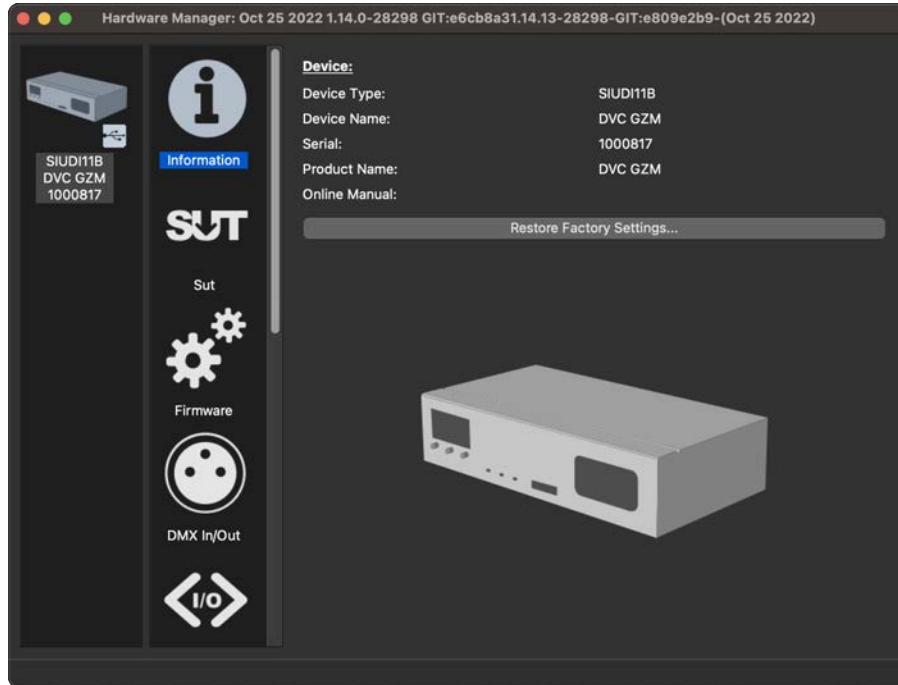 Hardware Manager: Oct 25 2022 1.14.0-28298 GIT:e6cb8a31.14.13-28298-GIT:e809e2b9-(Oct 25 2022)
SIUDI11B
DVC GZM
1000817
Information
SUT
Sut
Firmware
DMX In/Out
I/O
Device:
Device Type: SIUDI11B
Device Name: DVC GZM
Serial: 1000817
Product Name: DVC GZM
Online Manual:
Restore Factory Settings...